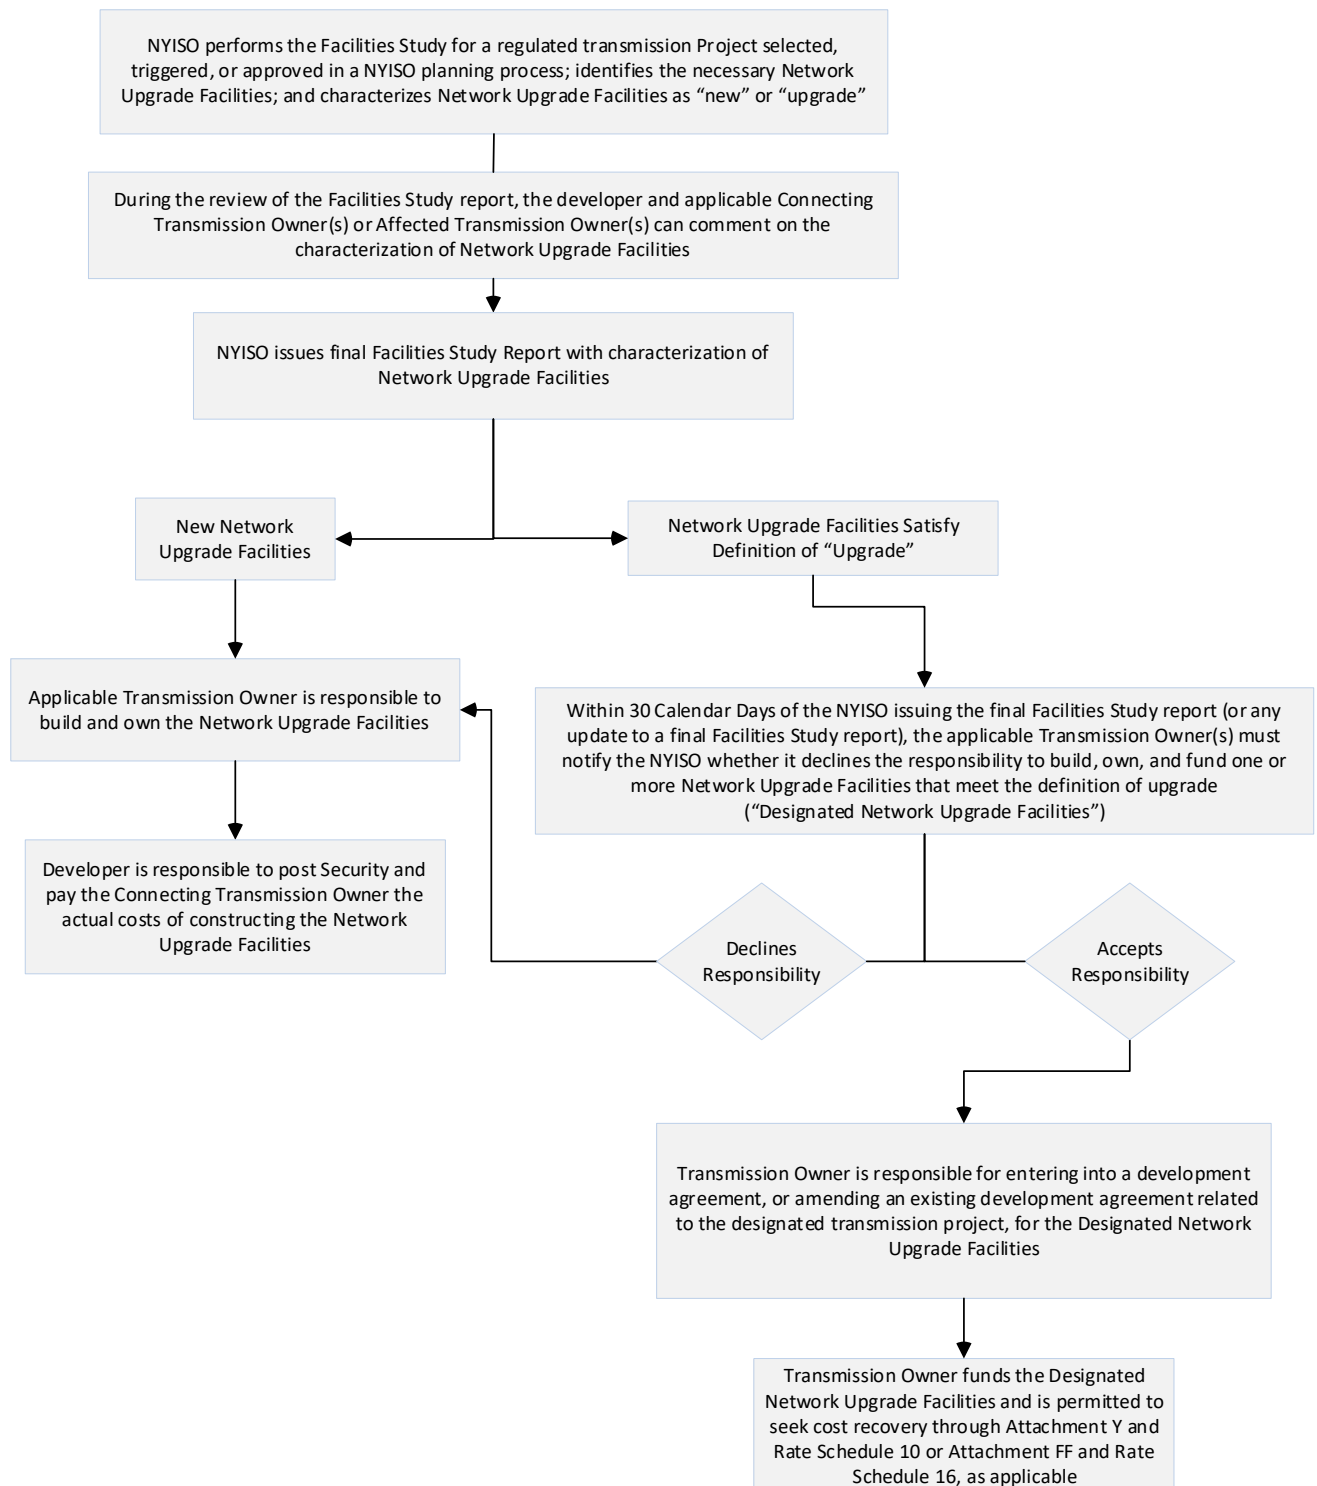 NYISO performs the Facilities Study for a regulated transmission Project selected,
triggered, or approved in a NYISO planning process; identifies the necessary Network
Upgrade Facilities; and characterizes Network Upgrade Facilities as “new” or “upgrade”
During the review of the Facilities Study report, the developer and applicable Connecting
Transmission Owner(s) or Affected Transmission Owner(s) can comment on the
characterization of Network Upgrade Facilities
NYISO issues final Facilities Study Report with characterization of
Network Upgrade Facilities
New Network
Upgrade Facilities
Network Upgrade Facilities Satisfy
Definition of “Upgrade”
Applicable Transmission Owner is responsible to
build and own the Network Upgrade Facilities
Within 30 Calendar Days of the NYISO issuing the final Facilities Study report (or any
update to a final Facilities Study report), the applicable Transmission Owner(s) must
notify the NYISO whether it declines the responsibility to build, own, and fund one or
more Network Upgrade Facilities that meet the definition of upgrade
(“Designated Network Upgrade Facilities”)
Developer is responsible to post Security and
pay the Connecting Transmission Owner the
actual costs of constructing the Network
Upgrade Facilities
Declines
Responsibility
Accepts
Responsibility
Transmission Owner is responsible for entering into a development
agreement, or amending an existing development agreement related
to the designated transmission project, for the Designated Network
Upgrade Facilities
Transmission Owner funds the Designated
Network Upgrade Facilities and is permitted to
seek cost recovery through Attachment Y and
Rate Schedule 10 or Attachment FF and Rate
Schedule 16, as applicable